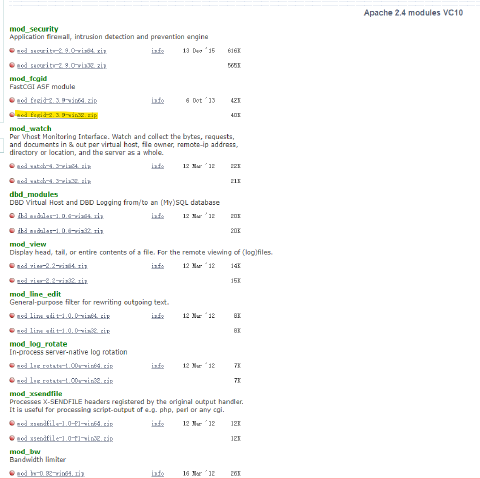 Apache 2.4 modules VC10
mod_security
Application firewall, intrusion detection and prevention engine
mod_security-2.9.0-win64.zip info 13 Dec '15 616K
mod_security-2.9.0-win32.zip 565K
mod_fcgid
FastCGI ASF module
mod_fcgid-2.3.9-win64.zip info 6 Oct '13 42K
mod_fcgid-2.3.9-win32.zip 40K
mod_watch
Per Vhost Monitoring Interface. Watch and collect the bytes, requests,
and documents in & out per virtual host, file owner, remote-ip address,
directory or location, and the server as a whole.
mod_watch-4.3-win64.zip info 12 Mar '12 22K
mod_watch-4.3-win32.zip 21K
dbd_modules
DBD Virtual Host and DBD Logging from/to an (My)SQL database
dbd_modules-1.0.6-win64.zip info 12 Mar '12 20K
dbd_modules-1.0.6-win32.zip 20K
mod_view
Display head, tail, or entire contents of a file. For the remote viewing of (log)files.
mod_view-2.2-win64.zip info 12 Mar '12 14K
mod_view-2.2-win32.zip 15K
mod_line_edit
General-purpose filter for rewriting outgoing text.
mod_line_edit-1.0.0-win64.zip info 12 Mar '12 8K
mod_line_edit-1.0.0-win32.zip 8K
mod_log_rotate
In-process server-native log rotation
mod_log_rotate-1.00a-win64.zip info 12 Mar '12 7K
mod_log_rotate-1.00a-win32.zip 7K
mod_xsendfile
Processes X-SENDFILE headers registered by the original output handler.
It is useful for processing script-output of e.g. php, perl or any cgi.
mod_xsendfile-1.0-P1-win64.zip info 12 Mar '12 12K
mod_xsendfile-1.0-P1-win32.zip 12K
mod_bw
Bandwidth limiter
mod_bw-0.92-win64.zip info 16 Mar '12 26K